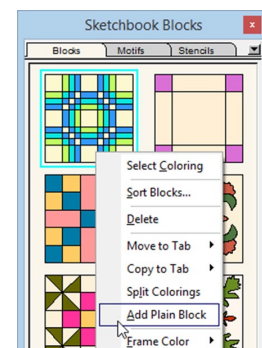 Sketchbook Blocks x
Blocks Motifs Stencils
Select Coloring
Sort Blocks...
Delete
Move to Tab
Copy to Tab
Split Colorings
Add Plain Block
Frame Color